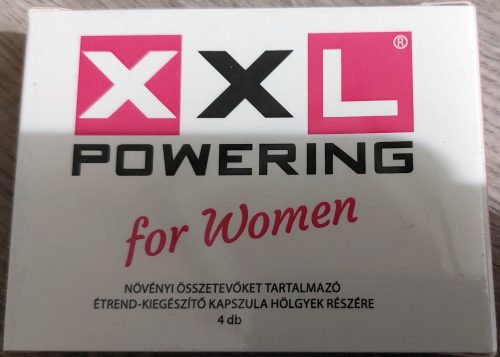 XXL®
POWERING
for Women
NÖVÉNYI ÖSSZETEVŐKET TARTALMAZÓ
ÉTREND-KIEGÉSZÍTŐ KAPSZULA HÖLGYEK RÉSZÉRE
4 db